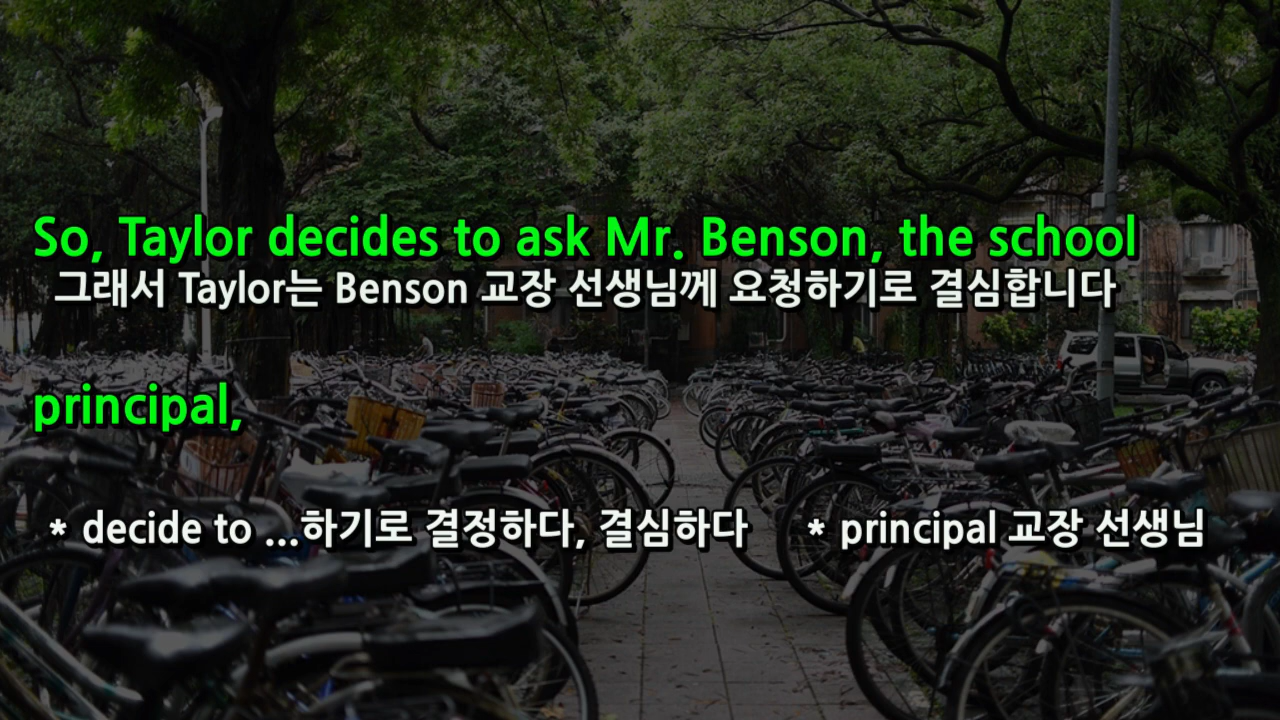 So, Taylor decides to ask Mr. Benson, the school
그래서 Taylor는 Benson 교장 선생님께 요청하기로 결심합니다
principal,
* decide to ...하기로 결정하다, 결심하다 * principal 교장 선생님